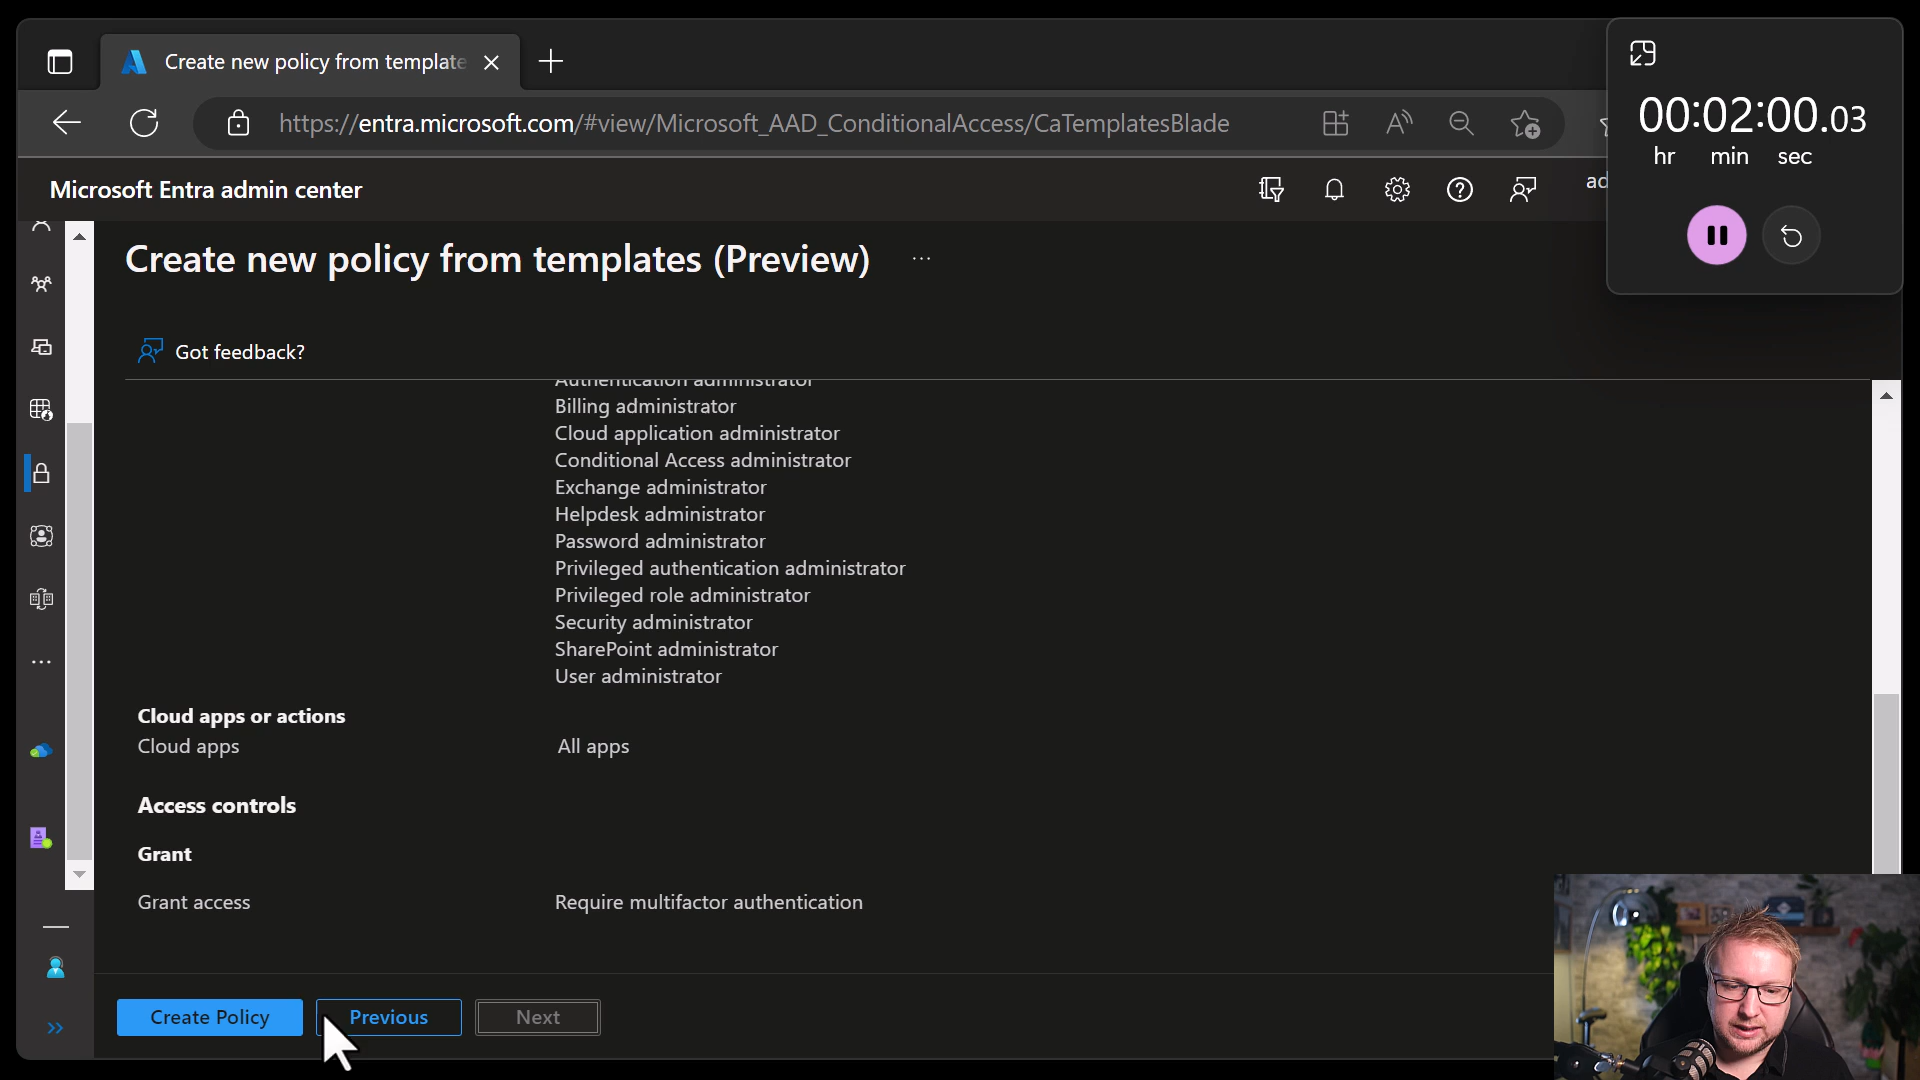 Create new policy from template
https://entra.microsoft.com/#view/Microsoft_AAD_ConditionalAccess/CaTemplatesBlade
00:02:00.03
hr min sec
Microsoft Entra admin center
ad
Create new policy from templates (Preview)
Got feedback?
Authentication administrator
Billing administrator
Cloud application administrator
Conditional Access administrator
Exchange administrator
Helpdesk administrator
Password administrator
Privileged authentication administrator
Privileged role administrator
Security administrator
SharePoint administrator
User administrator
Cloud apps or actions
Cloud apps All apps
Access controls
Grant
Grant access Require multifactor authentication
Create Policy Previous Next